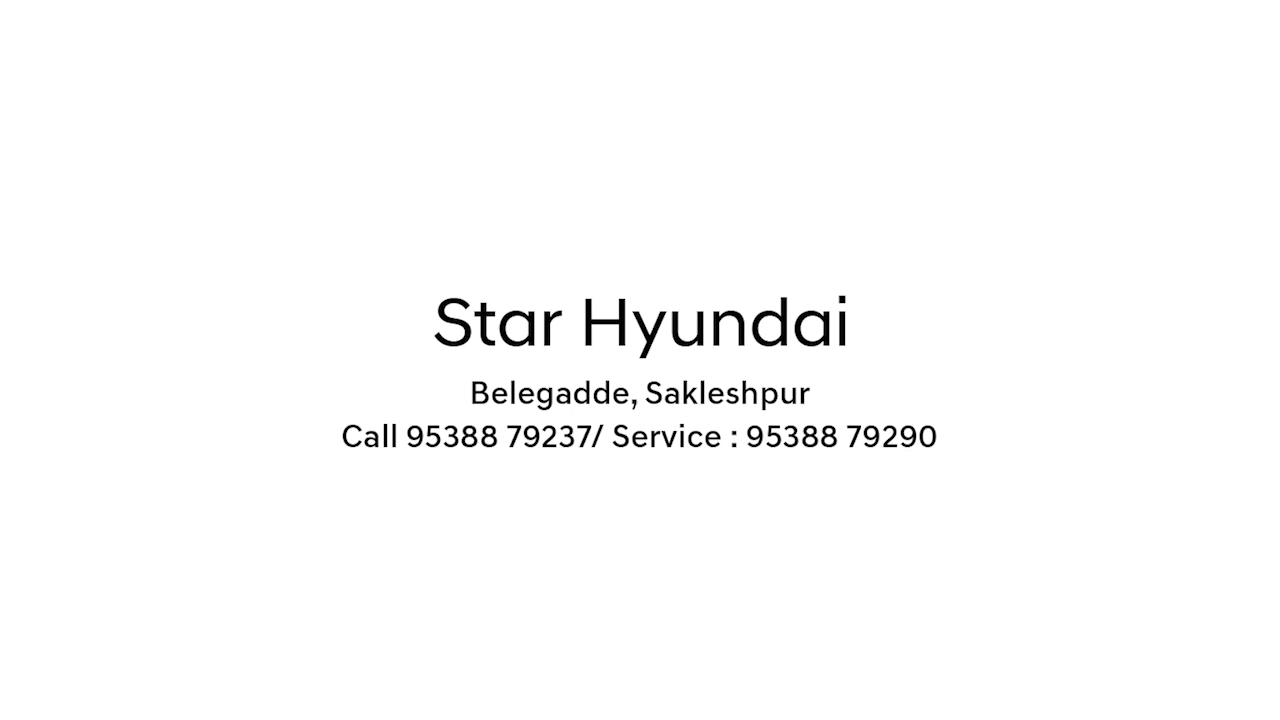 Star Hyundai
Belegadde, Sakleshpur
Call 95388 79237/ Service : 95388 79290